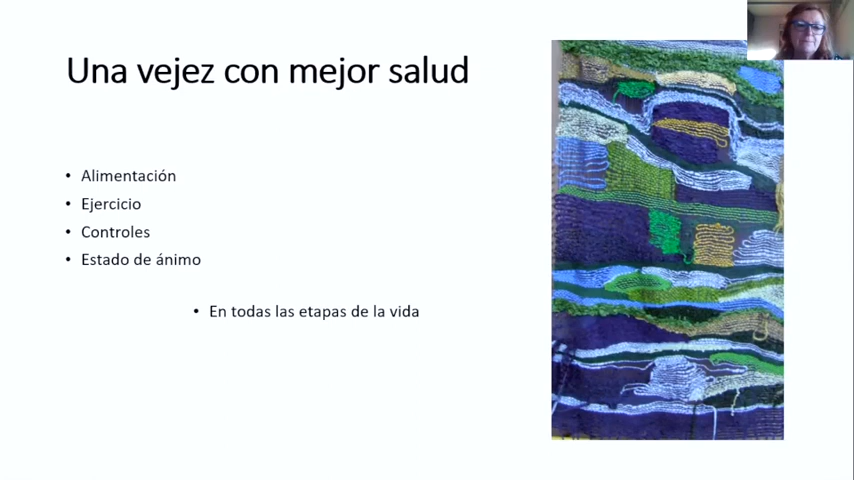 Una vejez con mejor salud
• Alimentación
• Ejercicio
• Controles
• Estado de ánimo
• En todas las etapas de la vida